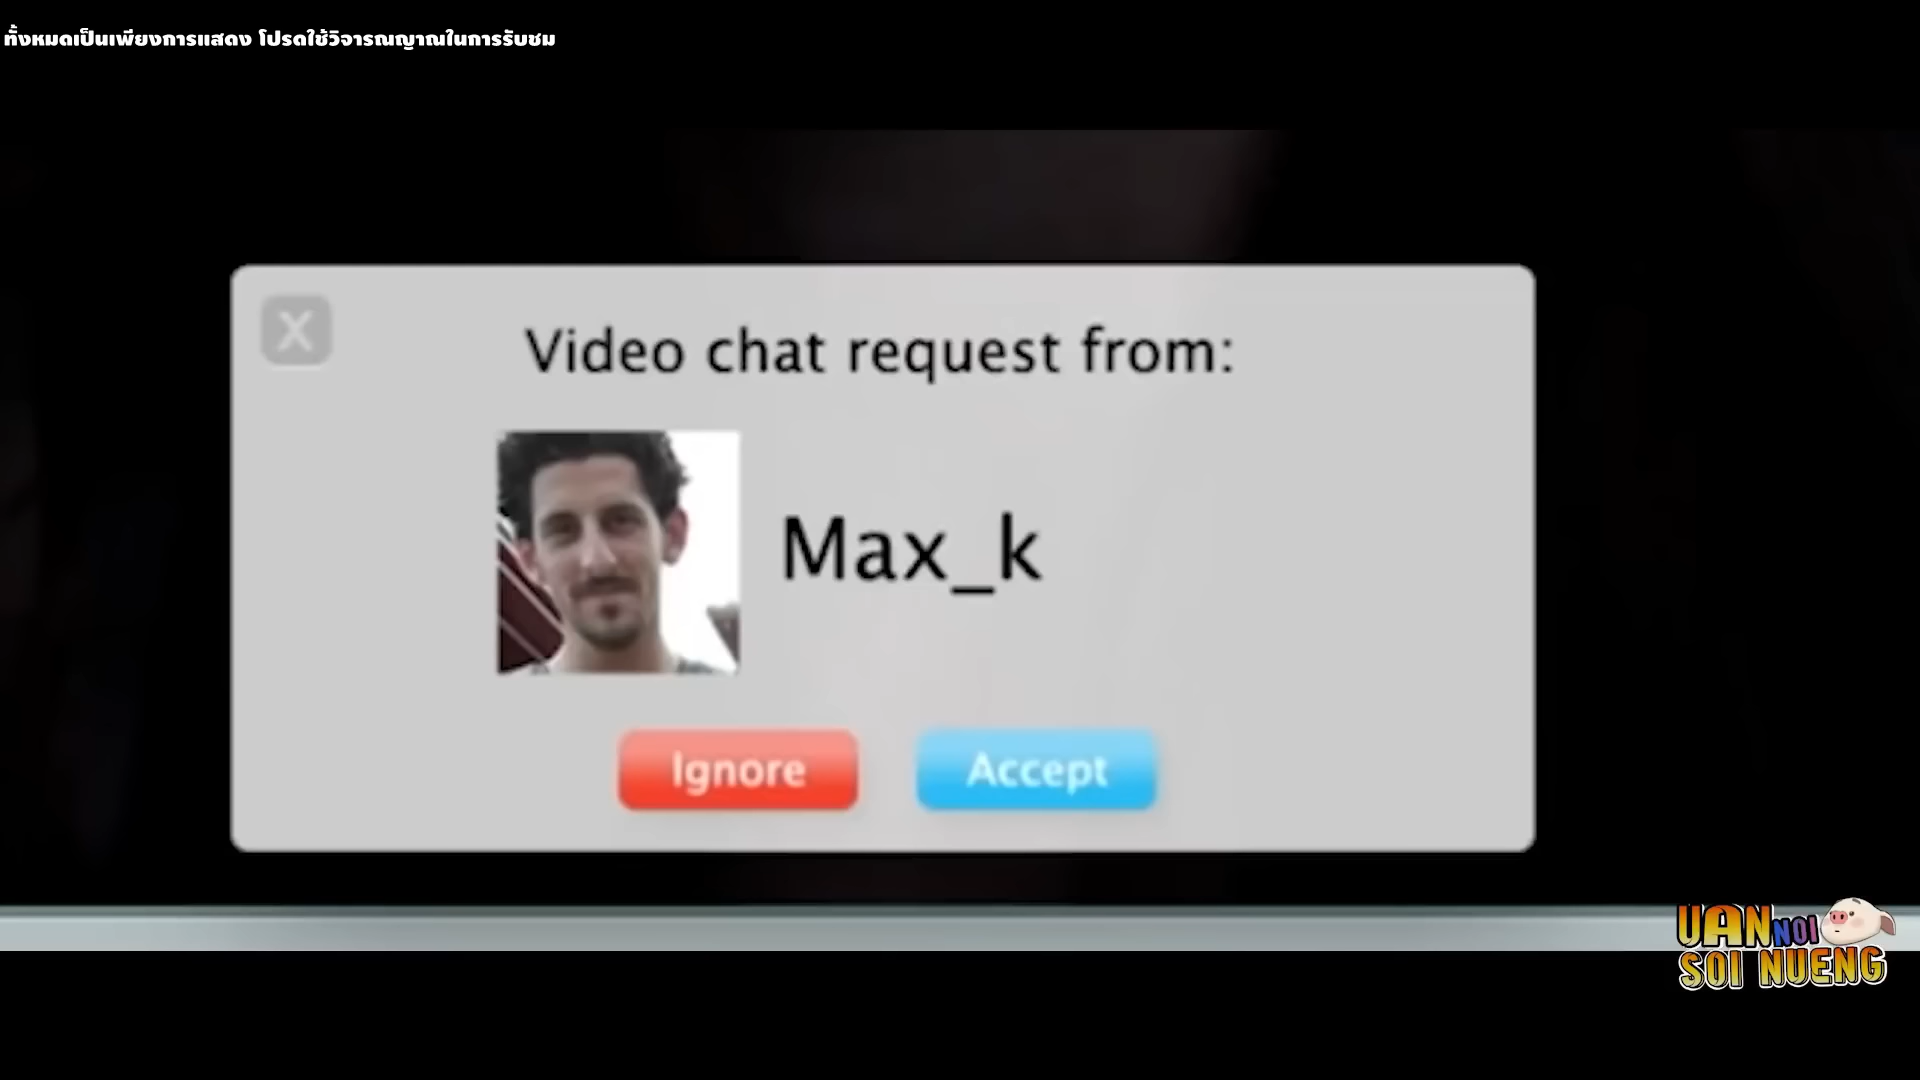 ทั้งหมดเป็นเพียงการแสดง โปรดใช้วิจารณญาณในการรับชม
X
Video chat request from:
Max_k
Ignore
Accept
UAN NOI
SOI NUENG